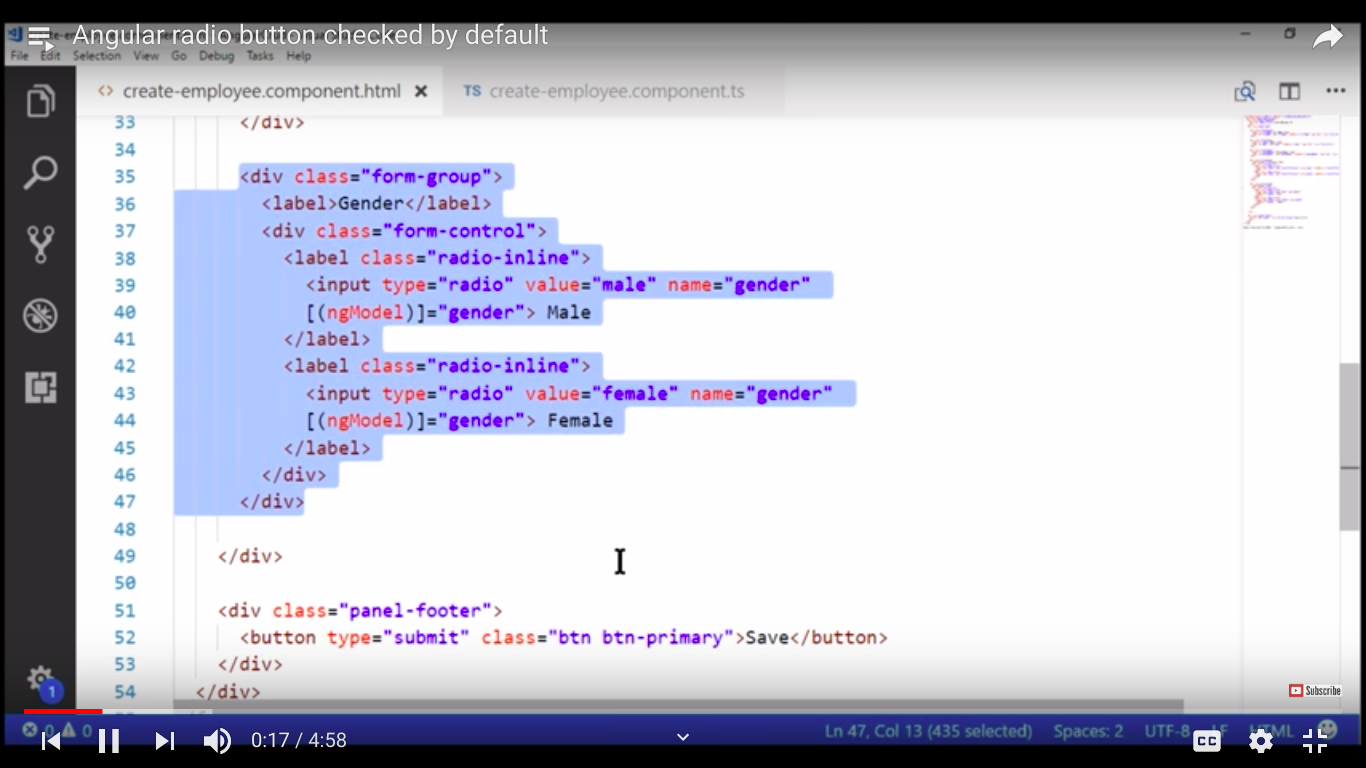 Angular radio button checked by default
File Edit Selection View Go Debug Tasks Help
create-employee.component.html
TS create-employee.component.ts
33 </div>
34
35 <div class="form-group">
36 <label>Gender</label>
37 <div class="form-control">
38 <label class="radio-inline">
39 <input type="radio" value="male" name="gender"
40 [(ngModel)]="gender"> Male
41 </label>
42 <label class="radio-inline">
43 <input type="radio" value="female" name="gender"
44 [(ngModel)]="gender"> Female
45 </label>
46 </div>
47 </div>
48
49 </div>
50
51 <div class="panel-footer">
52 <button type="submit" class="btn btn-primary">Save</button>
53 </div>
54 </div>
1
Subscribe
0 0 Ln 47, Col 13 (435 selected) Spaces: 2 UTF-8 LF HTML
0:17 / 4:58
CC